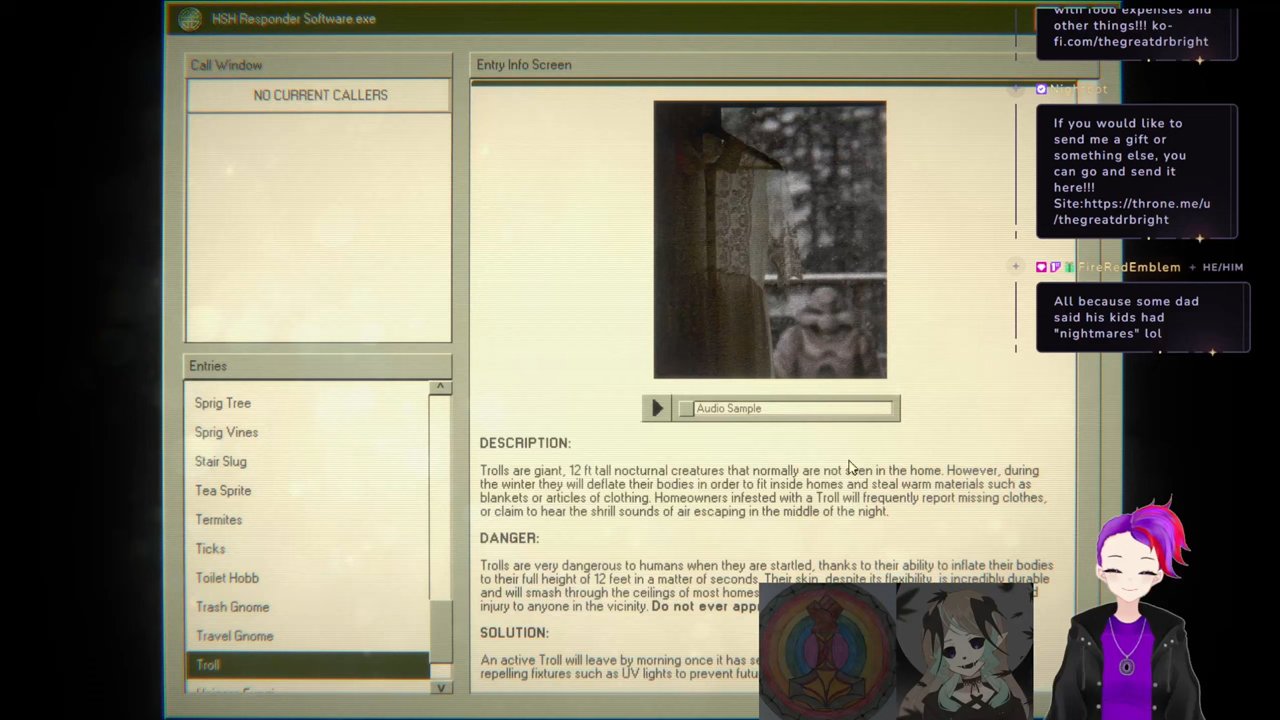 HSH Responder Software.exe
Call Window
NO CURRENT CALLERS
Entries
Sprig Tree
Sprig Vines
Stair Slug
Tea Sprite
Termites
Ticks
Toilet Hobb
Trash Gnome
Travel Gnome
Troll
Entry Info Screen
Audio Sample
DESCRIPTION:
Trolls are giant, 12 ft tall nocturnal creatures that normally are not seen in the home. However, during
the winter they will deflate their bodies in order to fit inside homes and steal warm materials such as
blankets or articles of clothing. Homeowners infested with a Troll will frequently report missing clothes,
or claim to hear the shrill sounds of air escaping in the middle of the night.
DANGER:
Trolls are very dangerous to humans when they are startled, thanks to their ability to inflate their bodies
to their full height of 12 feet in a matter of seconds. Their skin, despite its flexibility, is incredibly durable
and will smash through the ceilings of most homes
injury to anyone in the vicinity. Do not ever
SOLUTION:
An active Troll will leave by morning once it has
repelling fixtures such as UV lights to prevent
with food expenses and
other things!!! ko-
fi.com/thegreatdrbright
Nightbot
If you would like to
send me a gift or
something else, you
can go and send it
here!!!
Site:https://throne.me/u
/thegreatdrbright
FireRedEmblem + HE/HIM
All because some dad
said his kids had
"nightmares" lol